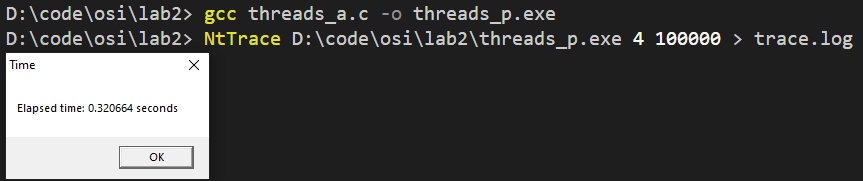 D:\code\osi\lab2> gcc threads_a.c -o threads_p.exe
D:\code\osi\lab2> NtTrace D:\code\osi\lab2\threads_p.exe 4 100000 > trace.log
Time
Elapsed time: 0.320664 seconds
OK